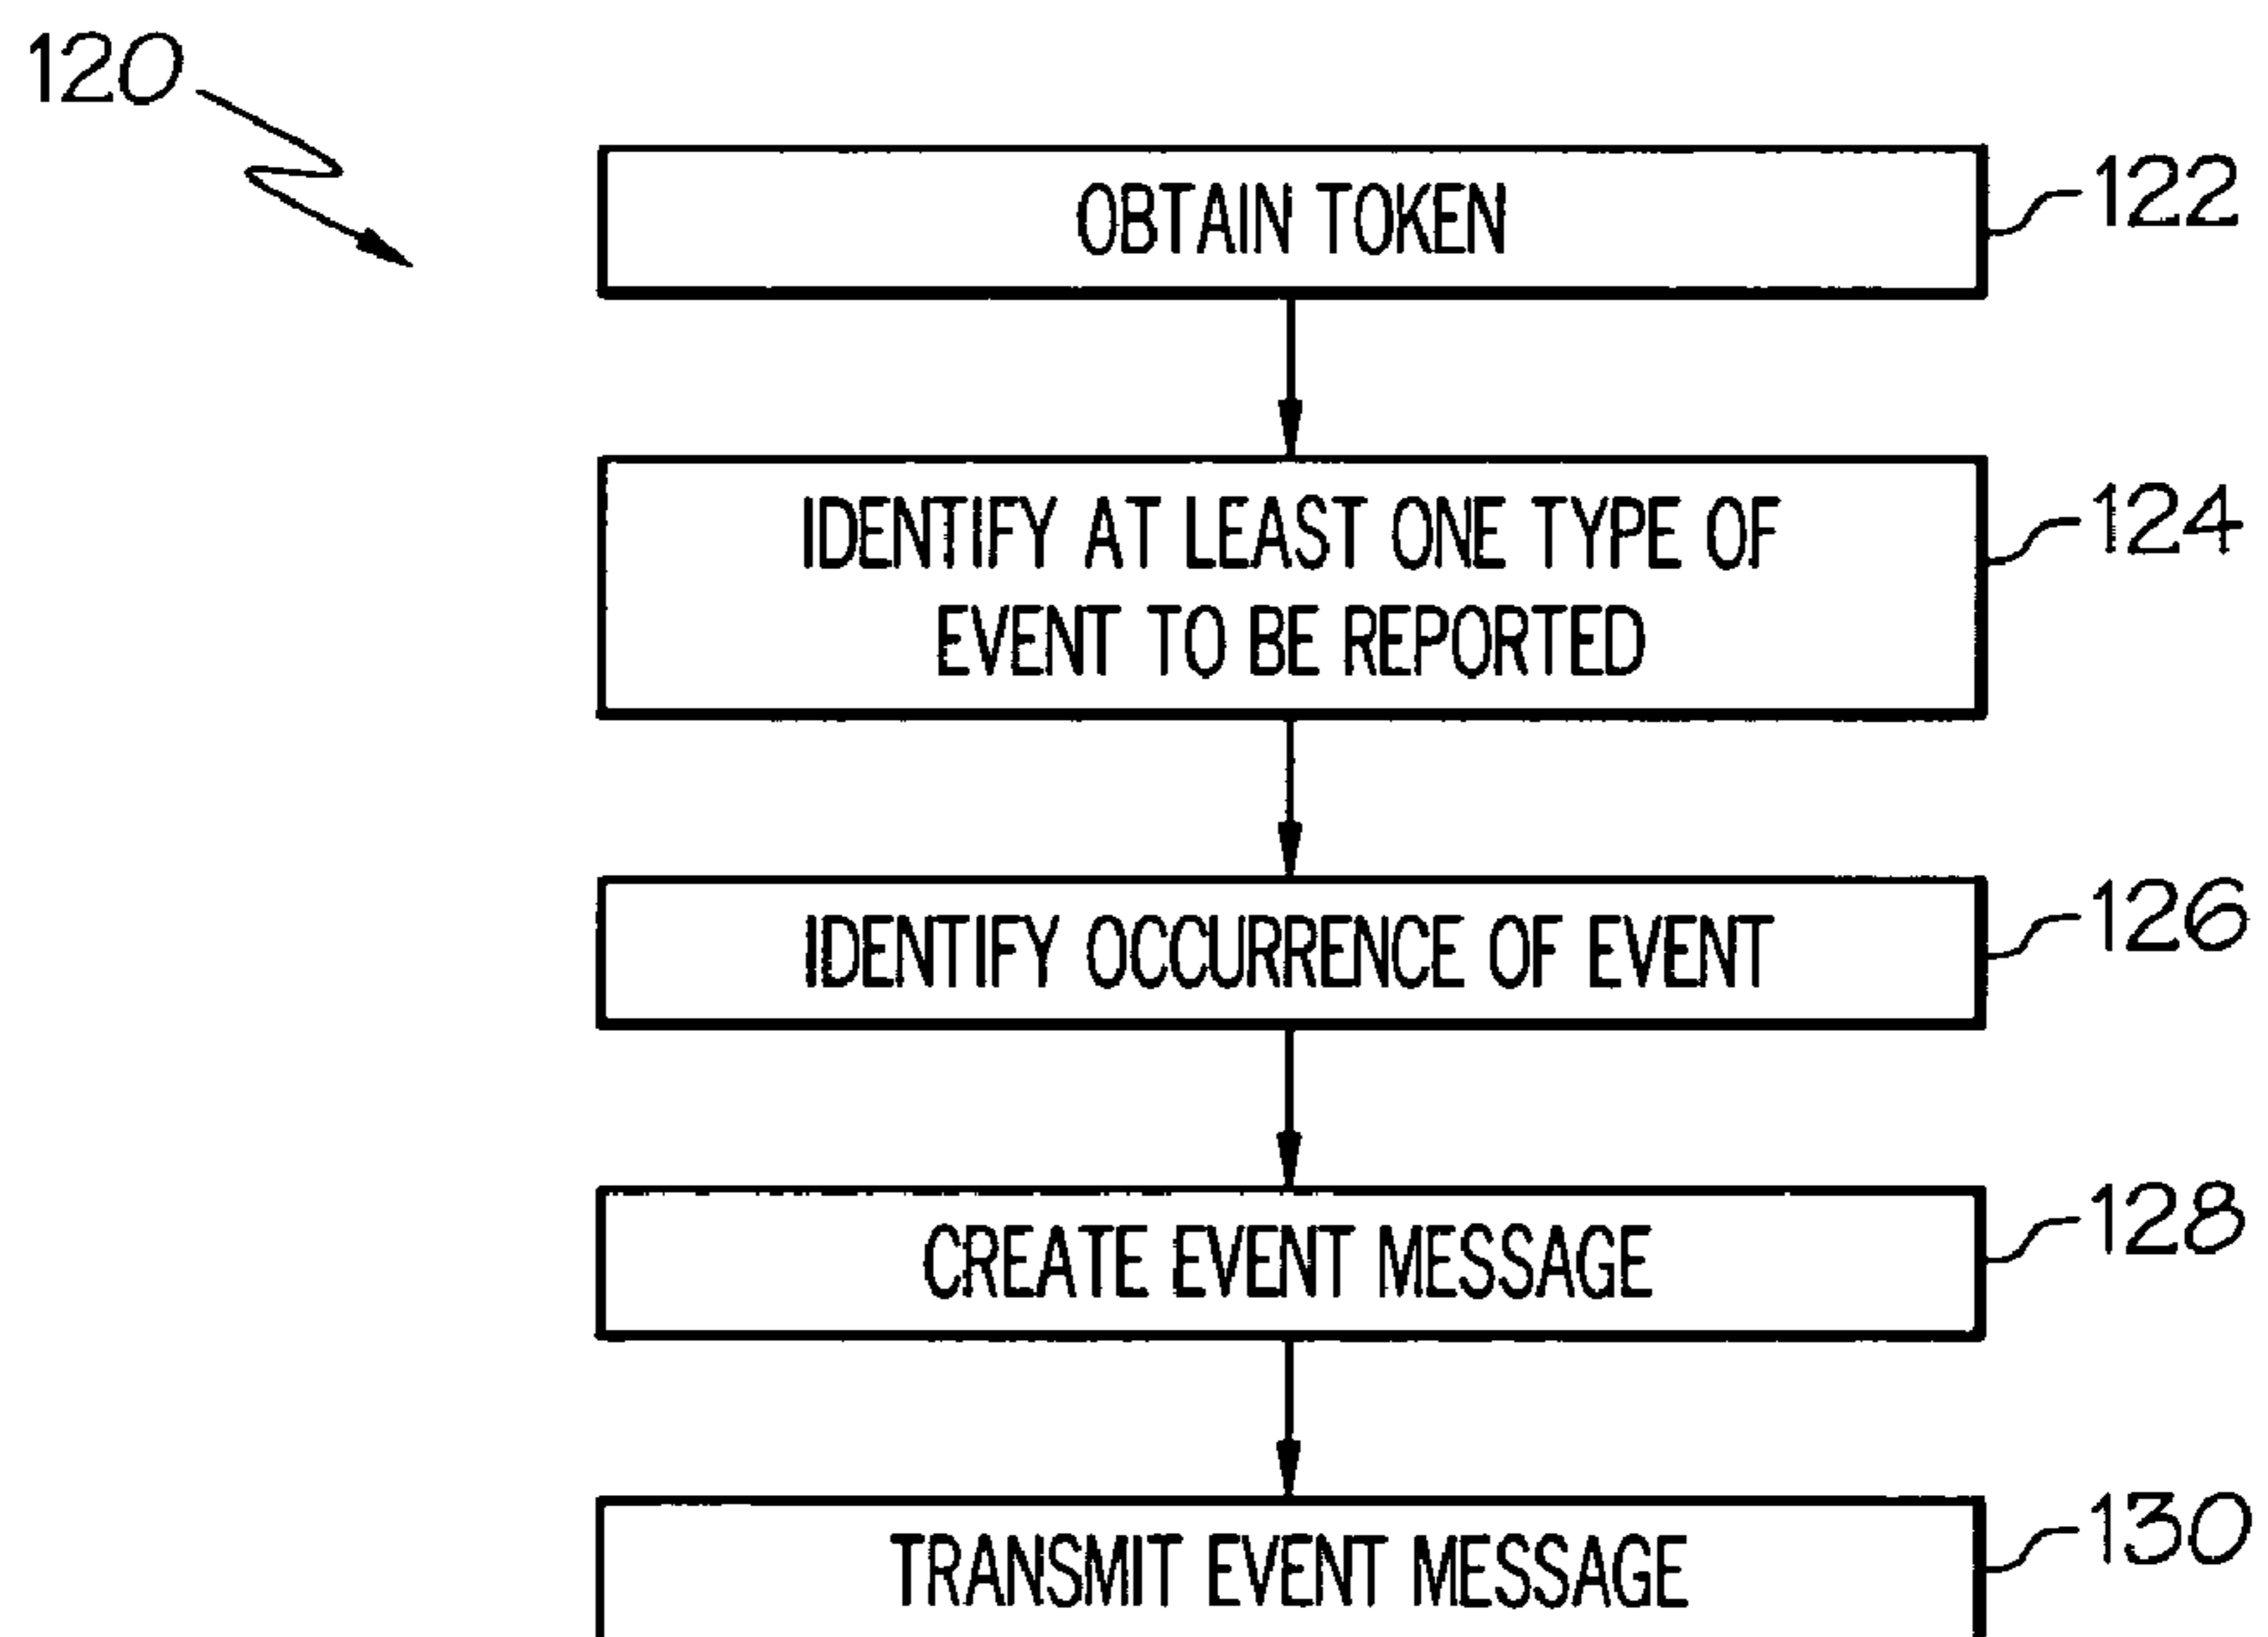 120
OBTAIN TOKEN
122
IDENTIFY AT LEAST ONE TYPE OF
EVENT TO BE REPORTED
124
IDENTIFY OCCURRENCE OF EVENT
126
CREATE EVENT MESSAGE
128
TRANSMIT EVENT MESSAGE
130